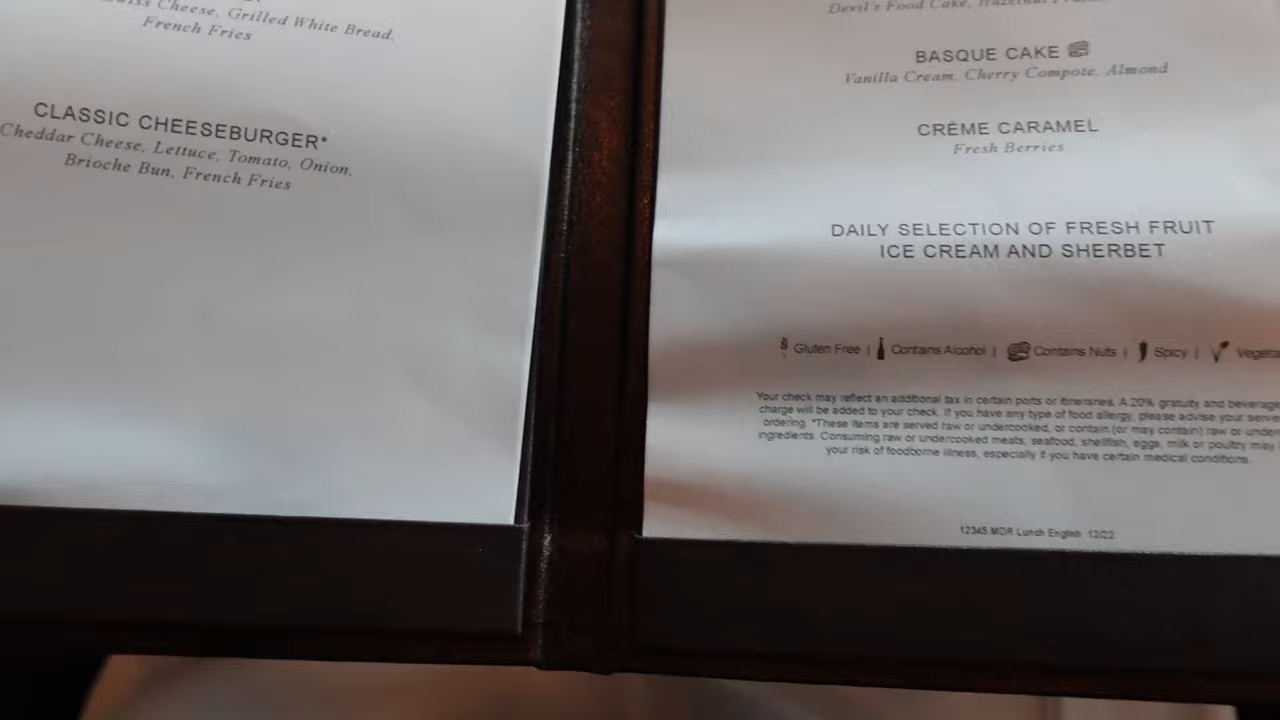 Cheese, Grilled White Bread,
French Fries
CLASSIC CHEESEBURGER*
Cheddar Cheese, Lettuce, Tomato, Onion,
Brioche Bun, French Fries
Devil's Food Cake,
BASQUE CAKE
Vanilla Cream, Cherry Compote, Almond
CRÉME CARAMEL
Fresh Berries
DAILY SELECTION OF FRESH FRUIT
ICE CREAM AND SHERBET
Gluten Free | Contains Alcohol | Contains Nuts | Spicy |
Your check may reflect an additional tax in certain ports or itineraries. A 20% gratuity and beverage
charge will be added to your check. If you have any type of food allergy, please advise your
ordering. *These items are served raw or undercooked, or contain (or may contain) raw or
ingredients. Consuming raw or undercooked meats, seafood, shellfish, eggs, milk or poultry may
your risk of foodborne illness, especially if you have certain medical conditions.
12345 MDR Lunch English 12/22